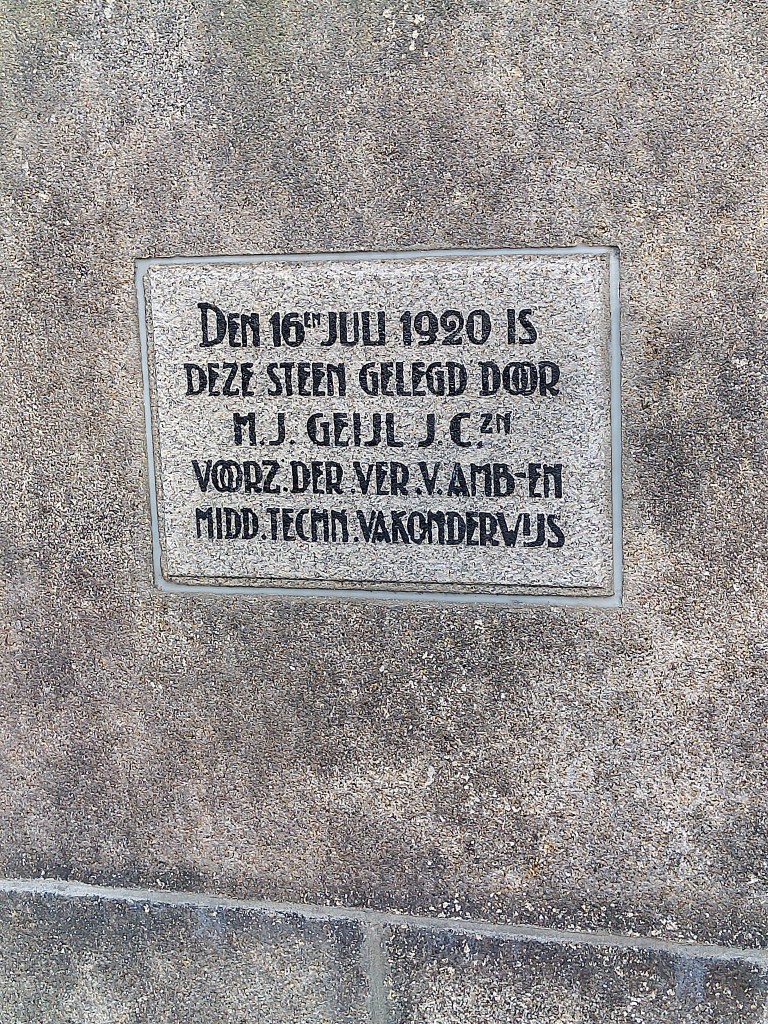 DEN 16EN JULI 1920 IS
DEZE STEEN GELEGD DOOR
M.J. GEIJL J.C.ZN
VOORZ.DER.VER.V.AMB-EN
MIDD.TECHN.VAKONDERWIJS